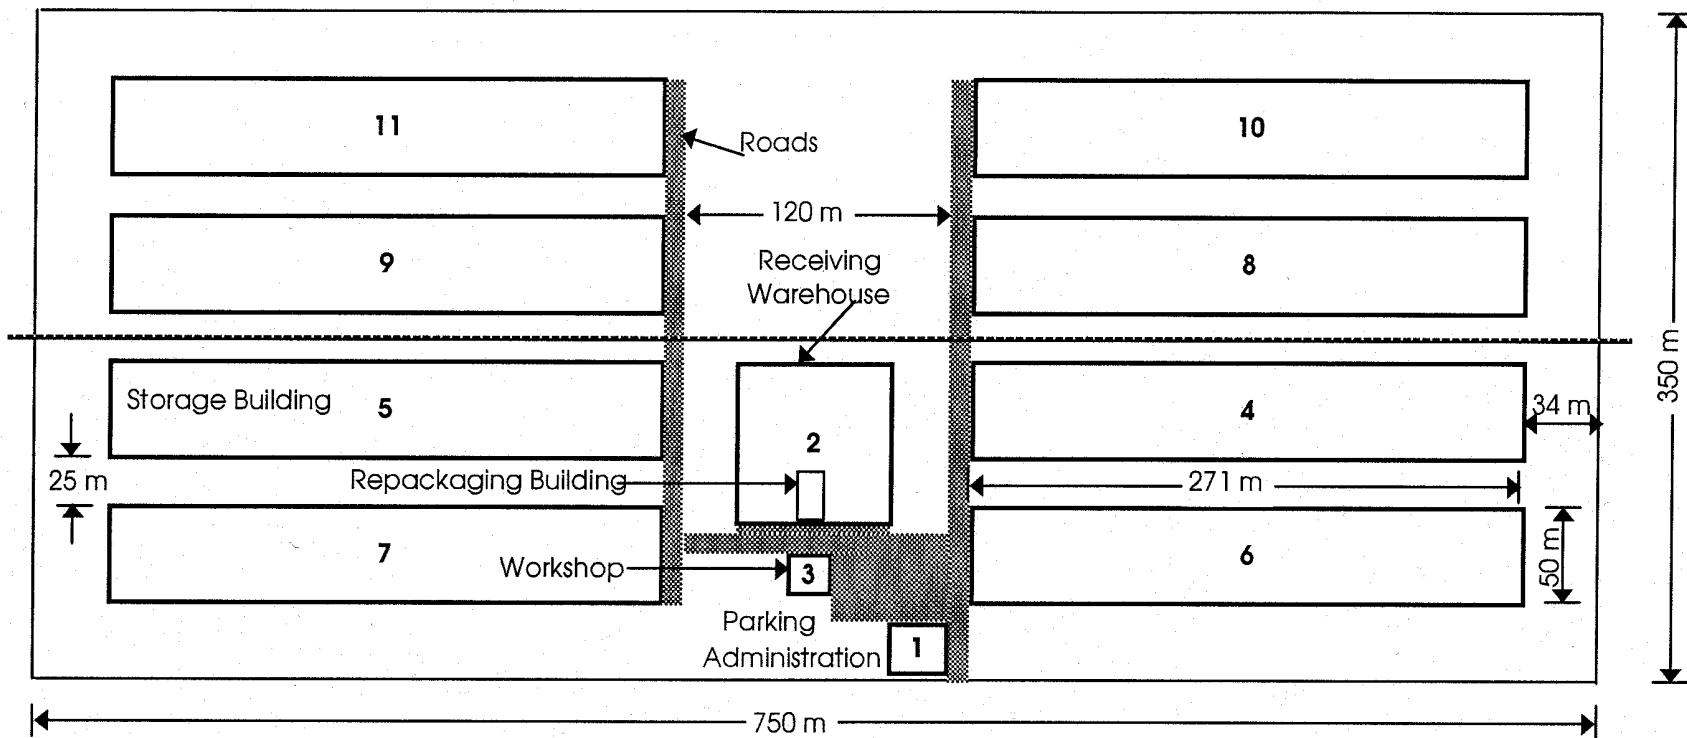 11
10
Roads
120 m
9
8
Receiving
Warehouse
350 m
Storage Building
5
4
34 m
2
25 m
Repackaging Building
271 m
7
6
50 m
Workshop
3
Parking
Administration
1
750 m